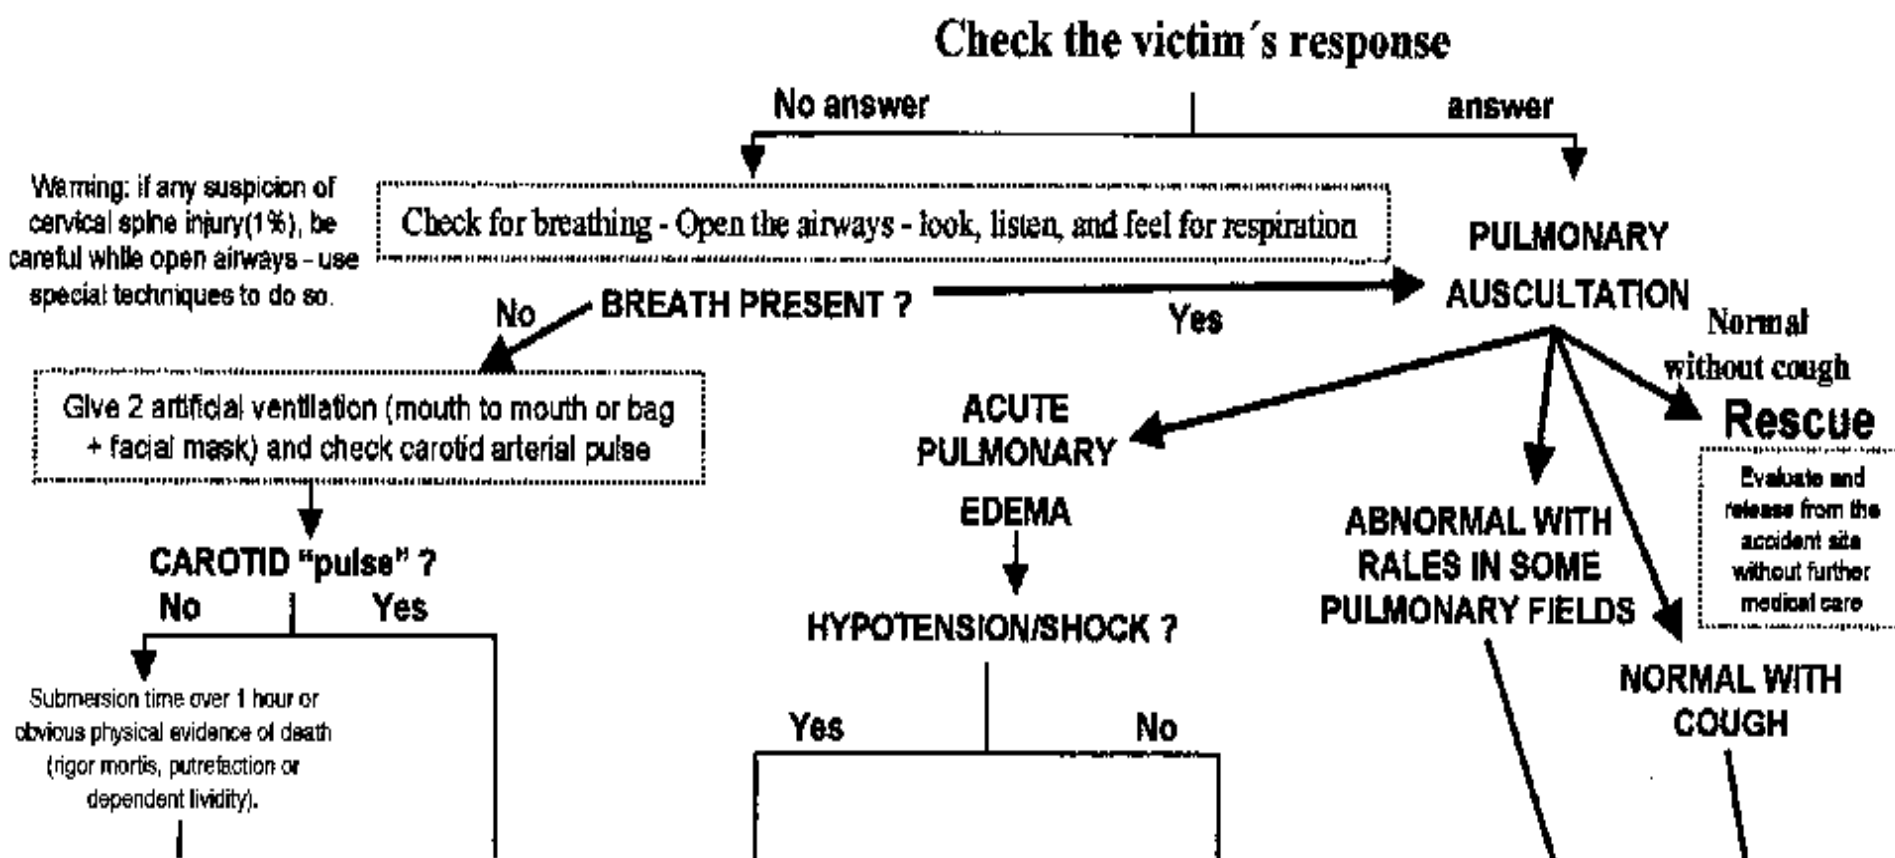 Check the victim´s response
No answer
answer
Warning: if any suspicion of
cervical spine injury(1%), be
careful while open airways - use
special techniques to do so.
Check for breathing - Open the airways - look, listen, and feel for respiration
PULMONARY
AUSCULTATION
BREATH PRESENT ?
No
Yes
Normal
without cough
Give 2 artificial ventilation (mouth to mouth or bag
+ facial mask) and check carotid arterial pulse
ACUTE
PULMONARY
EDEMA
Rescue
Evaluate and
release from the
accident site
without further
medical care
ABNORMAL WITH
RALES IN SOME
PULMONARY FIELDS
CAROTID “pulse” ?
No
Yes
HYPOTENSION/SHOCK ?
NORMAL WITH
COUGH
Submersion time over 1 hour or
obvious physical evidence of death
(rigor mortis, putrefaction or
dependent lividity).
Yes
No